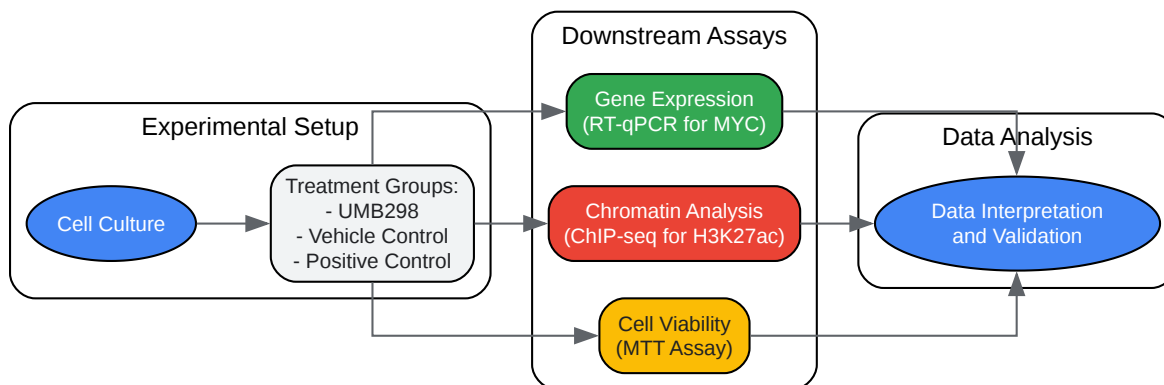 Experimental Setup
Cell Culture
Treatment Groups:
- UMB298
- Vehicle Control
- Positive Control
Downstream Assays
Gene Expression
(RT-qPCR for MYC)
Chromatin Analysis
(ChIP-seq for H3K27ac)
Cell Viability
(MTT Assay)
Data Analysis
Data Interpretation
and Validation